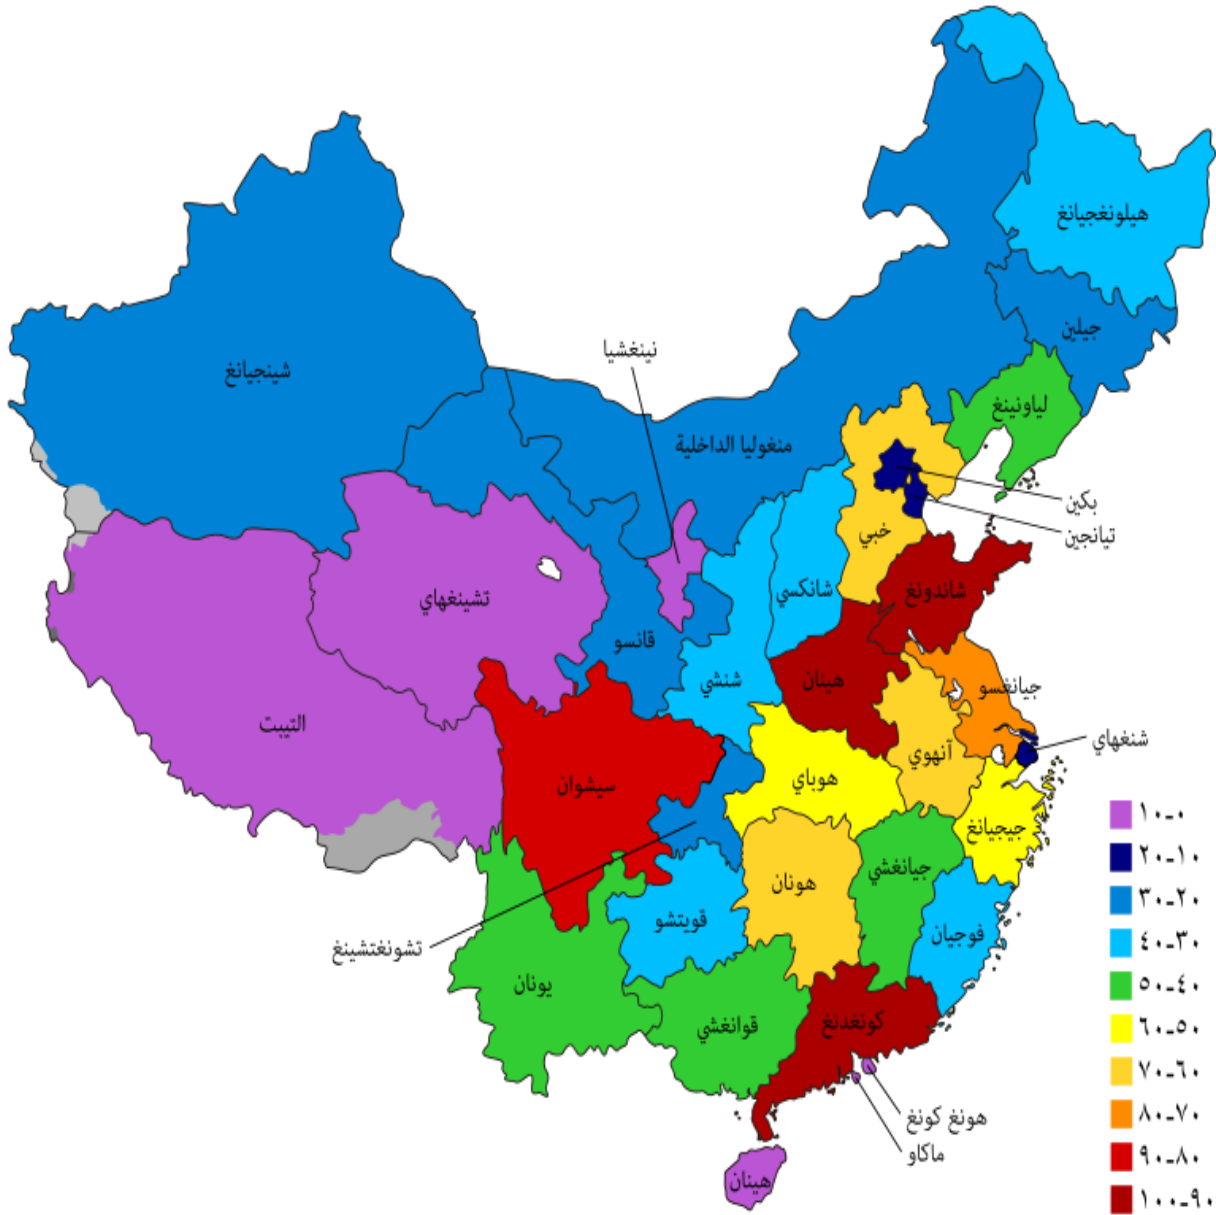 هيلونغجيانغ
جيلين
نينغشيا
شينجيانغ
لياونينغ
منغوليا الداخلية
بكين
تيانجين
خبي
شاندونغ
شانكسي
تشينغهاي
قانسو
شنشي
هينان
جيانغسو
التيبت
شنغهاي
آنهوي
سيشوان
هوباي
جيجيانغ
جيانغشي
هونان
قويتشو
فوجيان
تشونغتشينغ
يونان
قوانغشي
كونغدنغ
هونغ كونغ
ماكاو
هينان
١٠-٠
٢٠-١٠
٣٠-٢٠
٤٠-٣٠
٥٠-٤٠
٦٠-٥٠
٧٠-٦٠
٨٠-٧٠
٩٠-٨٠
١٠٠-٩٠